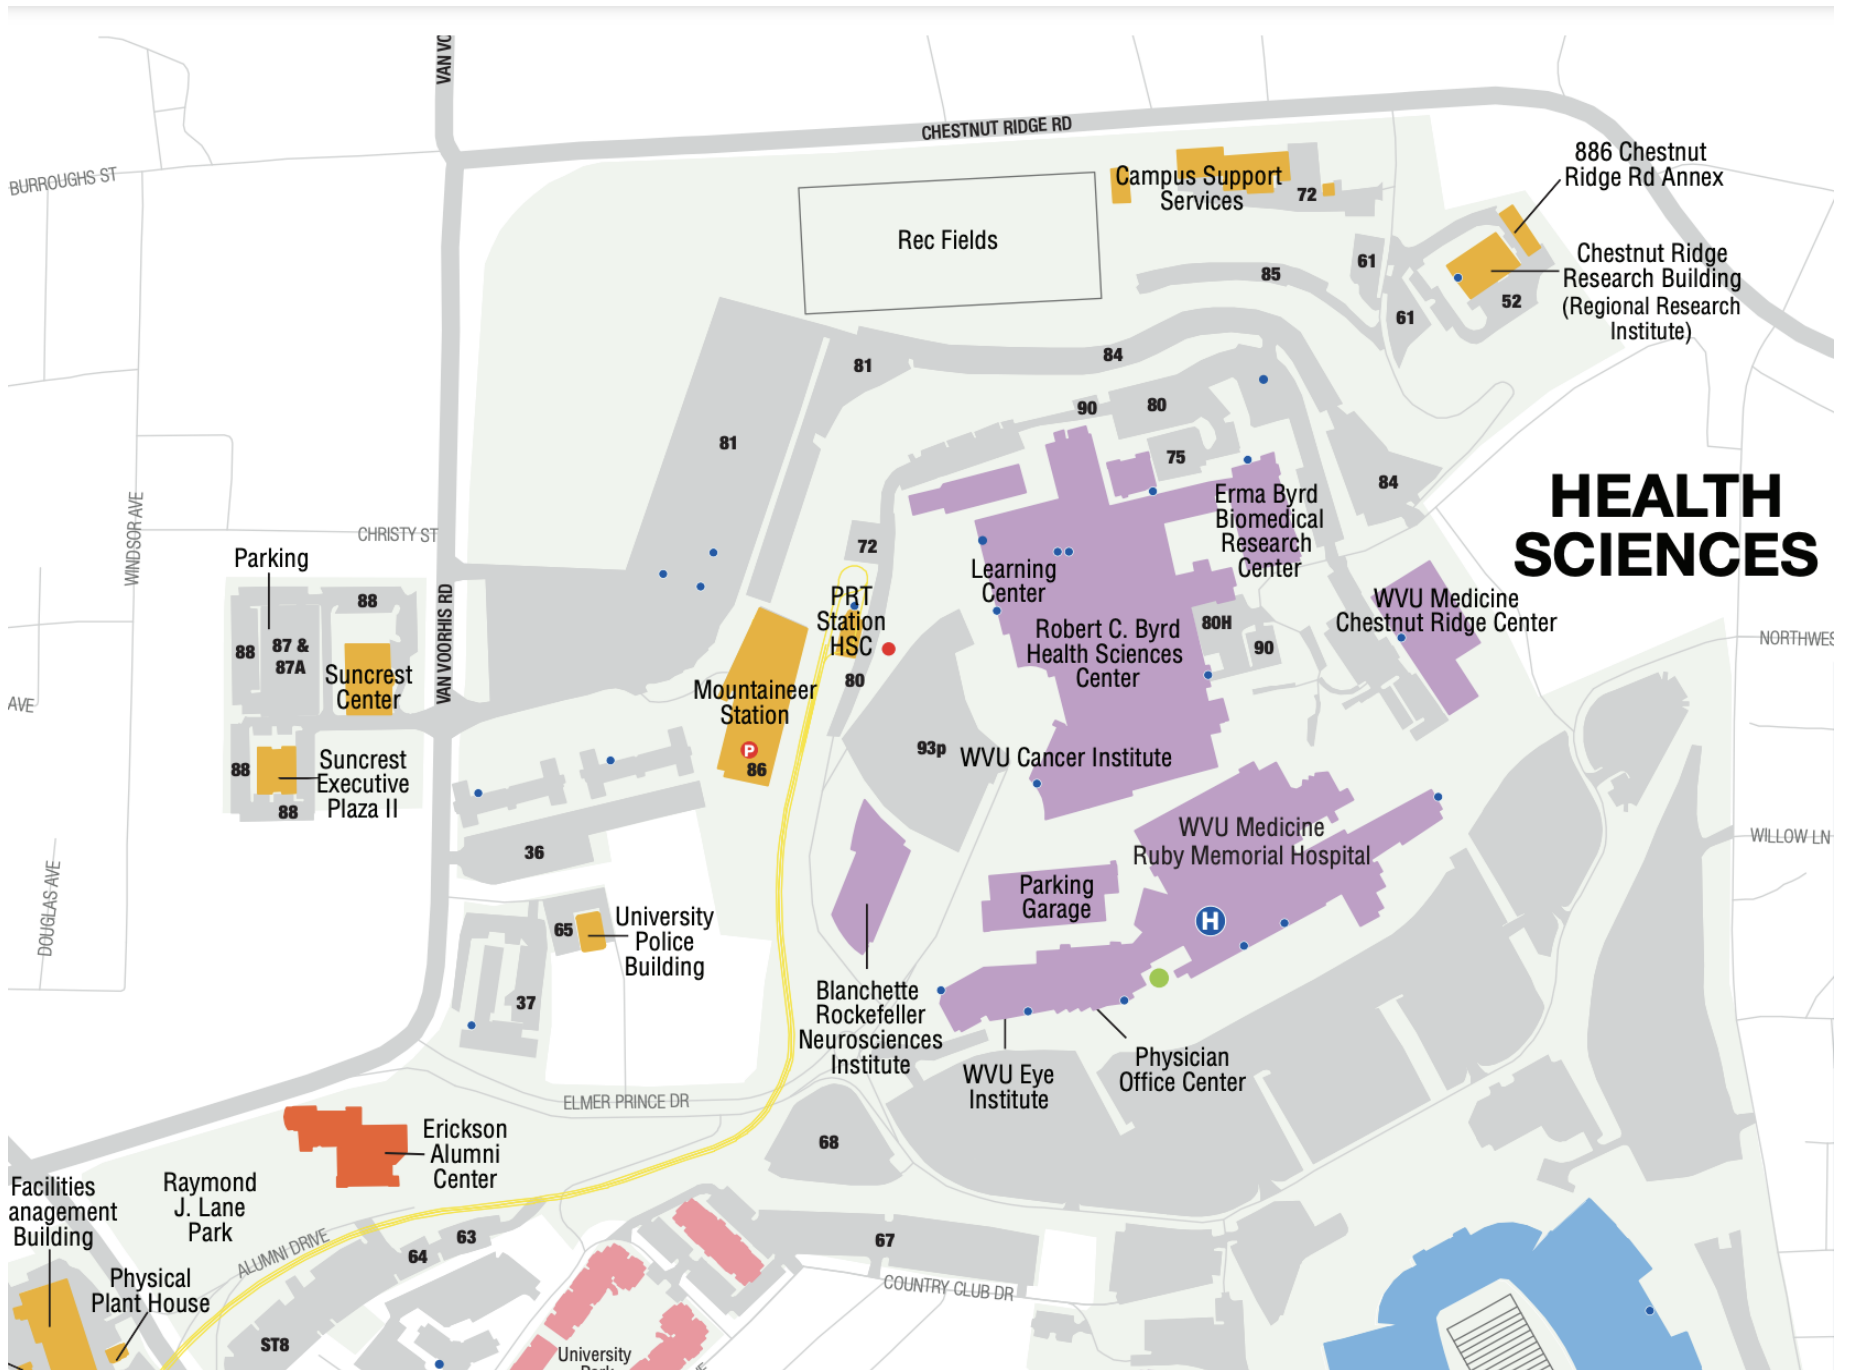 VAN VO
CHESTNUT RIDGE RD
BURROUGHS ST
886 Chestnut
Ridge Rd Annex
Campus Support
Services
72
Rec Fields
Chestnut Ridge
Research Building
(Regional Research
Institute)
61
85
52
61
84
81
90
80
81
75
84
HEALTH
SCIENCES
WINDSOR AVE
CHRISTY ST
Erma Byrd
Biomedical
Research
Center
72
Parking
Learning
Center
VAN VOORHIS RD
88
PRT
Station
HSC
WVU Medicine
Chestnut Ridge Center
80H
90
Robert C. Byrd
Health Sciences
Center
NORTHWES
88
87 &
87A
Suncrest
Center
80
AVE
Mountaineer
Station
P
86
93p
WVU Cancer Institute
88
Suncrest
Executive
Plaza II
88
WVU Medicine
Ruby Memorial Hospital
WILLOW LN
36
DOUGLAS AVE
Parking
Garage
H
65
University
Police
Building
37
Blanchette
Rockefeller
Neurosciences
Institute
WVU Eye
Institute
Physician
Office Center
ELMER PRINCE DR
68
Erickson
Alumni
Center
Facilities
anagement
Building
Raymond
J. Lane
Park
ALUMNI DRIVE
63
64
67
Physical
Plant House
COUNTRY CLUB DR
ST8
University
Park